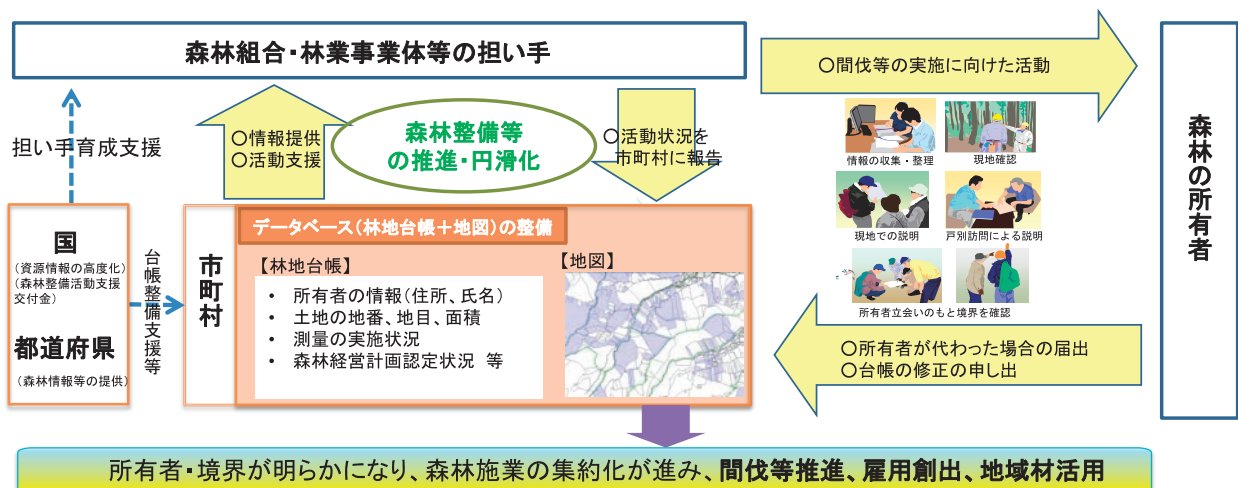 森林組合・林業事業体等の担い手
〇間伐等の実施に向けた活動
担い手育成支援
〇情報提供
〇活動支援
森林整備等
の推進・円滑化
〇活動状況を
市町村に報告
情報の収集・整理
現地確認
現地での説明
戸別訪問による説明
所有者立会いのもと境界を確認
森林の所有者
国
(資源情報の高度化)
(森林整備活動支援
交付金)
都道府県
(森林情報等の提供)
台帳整備支援等
市町村
データベース(林地台帳+地図)の整備
【林地台帳】
• 所有者の情報(住所、氏名)
• 土地の地番、地目、面積
• 測量の実施状況
• 森林経営計画認定状況 等
【地図】
〇所有者が代わった場合の届出
〇台帳の修正の申し出
所有者・境界が明らかになり、森林施業の集約化が進み、間伐等推進、雇用創出、地域材活用